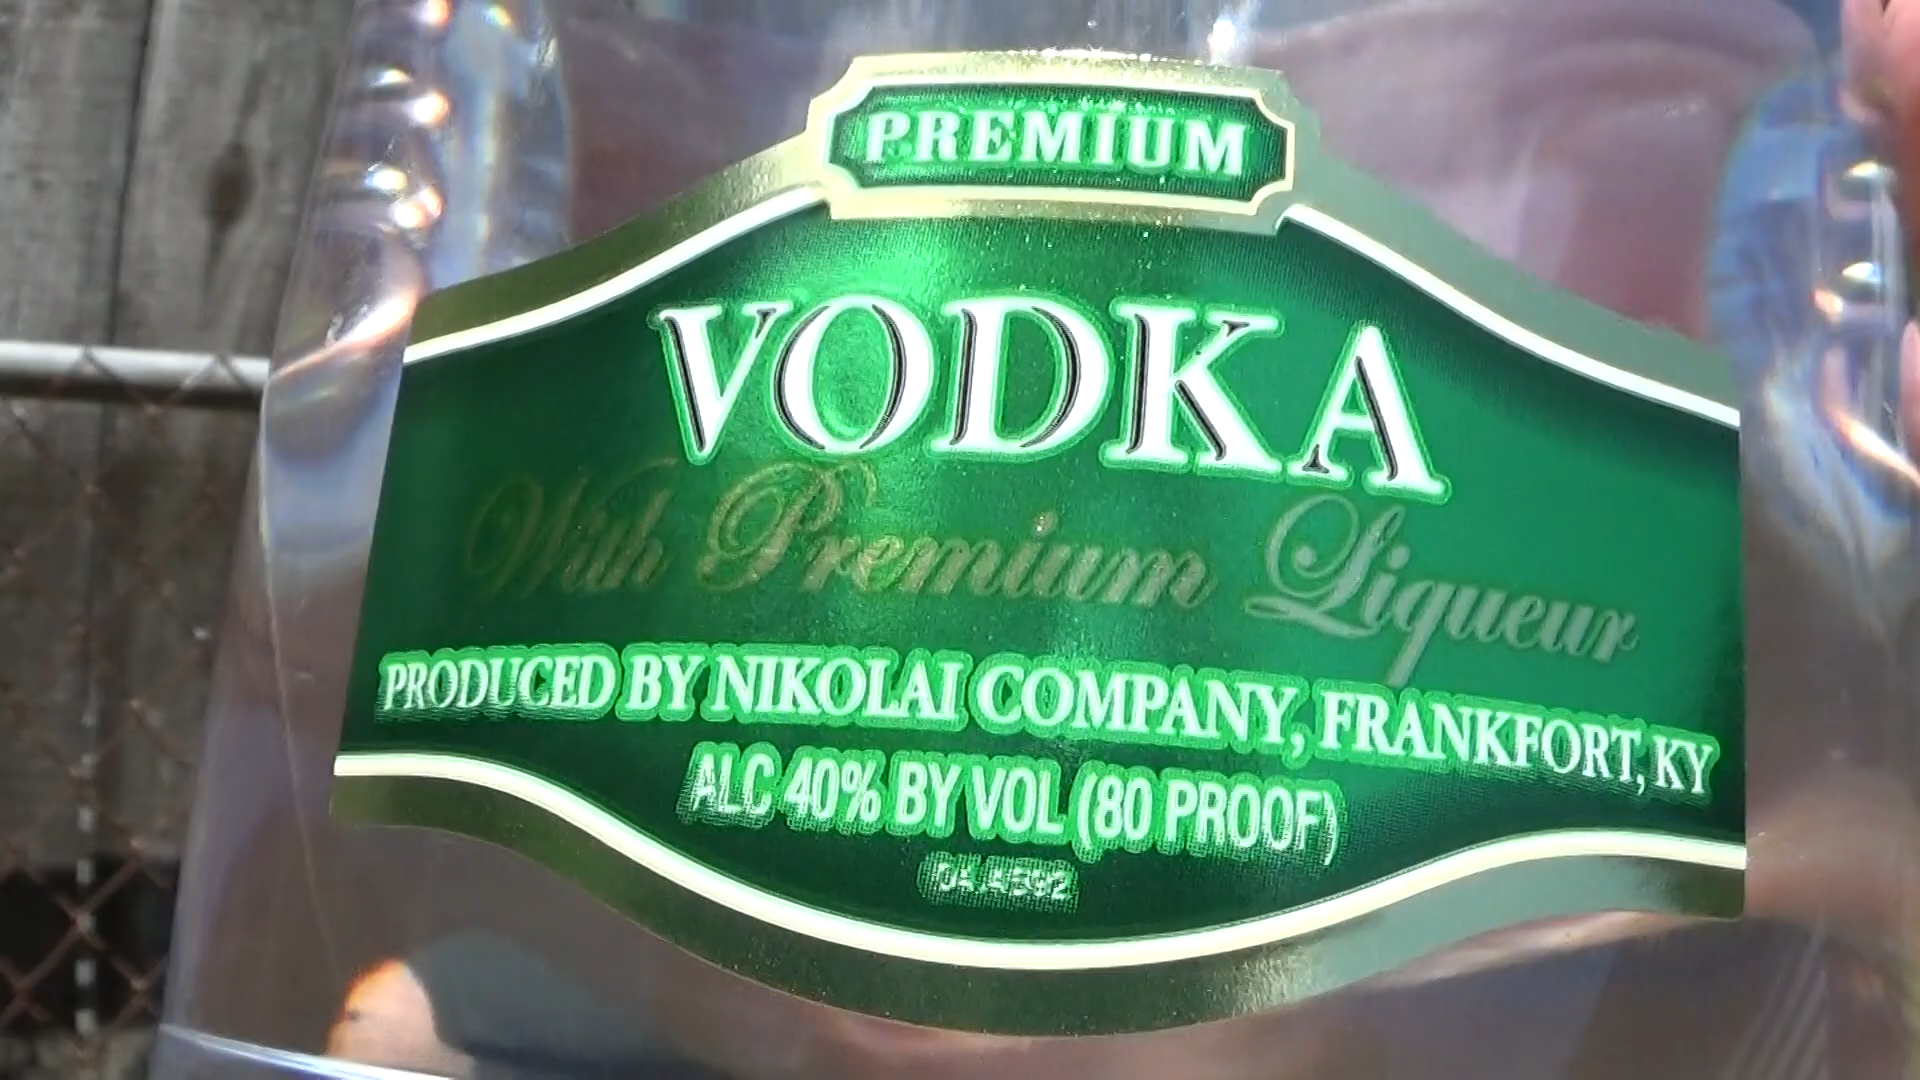 PREMIUM
VODKA
With Premium Liqueur
PRODUCED BY NIKOLAI COMPANY, FRANKFORT, KY
ALC 40% BY VOL (80 PROOF)